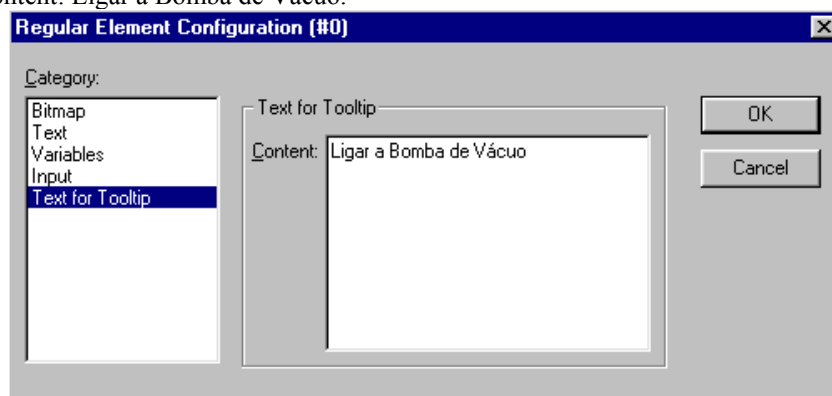 Content: Ligar a Bomba de Vácuo.
Regular Element Configuration (#0)
Category:
Bitmap
Text
Variables
Input
Text for Tooltip
Text for Tooltip
Content: Ligar a Bomba de Vácuo
OK
Cancel